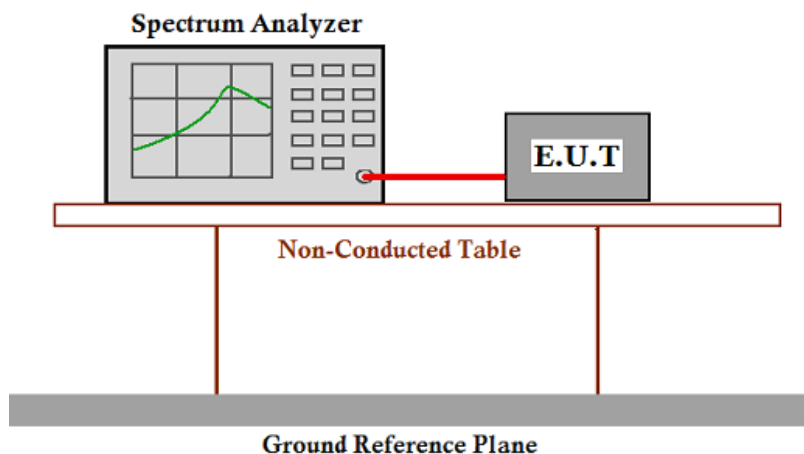 Spectrum Analyzer
E.U.T
Non-Conducted Table
Ground Reference Plane